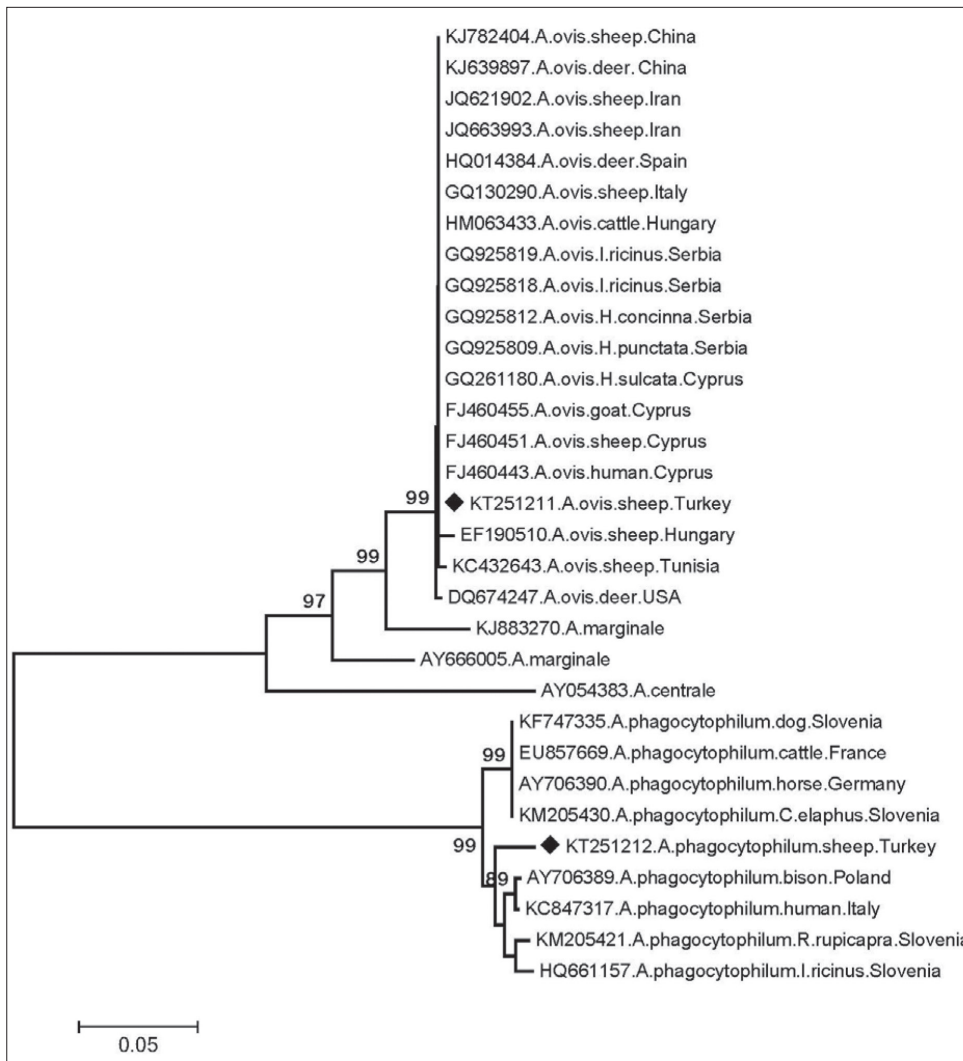 KJ782404.A.ovis.sheep.China
KJ639897.A.ovis.deer.China
JQ621902.A.ovis.sheep.Iran
JQ663993.A.ovis.sheep.Iran
HQ014384.A.ovis.deer.Spain
GQ130290.A.ovis.sheep.Italy
HM063433.A.ovis.cattle.Hungary
GQ925819.A.ovis.I.ricinus.Serbia
GQ925818.A.ovis.I.ricinus.Serbia
GQ925812.A.ovis.H.concinna.Serbia
GQ925809.A.ovis.H.punctata.Serbia
GQ261180.A.ovis.H.sulcata.Cyprus
FJ460455.A.ovis.goat.Cyprus
FJ460451.A.ovis.sheep.Cyprus
FJ460443.A.ovis.human.Cyprus
99 KT251211.A.ovis.sheep.Turkey
EF190510.A.ovis.sheep.Hungary
99 KC432643.A.ovis.sheep.Tunisia
97 DQ674247.A.ovis.deer.USA
KJ883270.A.marginale
AY666005.A.marginale
AY054383.A.centrale
KF747335.A.phagocytophilum.dog.Slovenia
99 EU857669.A.phagocytophilum.cattle.France
AY706390.A.phagocytophilum.horse.Germany
KM205430.A.phagocytophilum.C.elaphus.Slovenia
99 KT251212.A.phagocytophilum.sheep.Turkey
89 AY706389.A.phagocytophilum.bison.Poland
KC847317.A.phagocytophilum.human.Italy
KM205421.A.phagocytophilum.R.rupicapra.Slovenia
HQ661157.A.phagocytophilum.I.ricinus.Slovenia
0.05